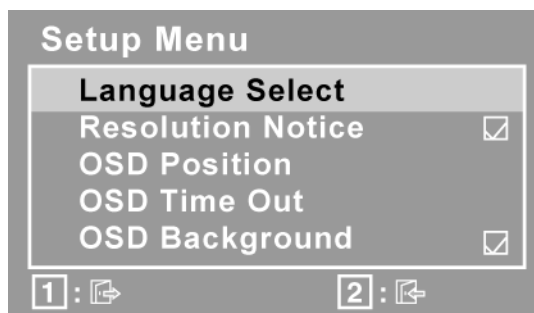 Setup Menu
Language Select
Resolution Notice
OSD Position
OSD Time Out
OSD Background
1 : 2 :